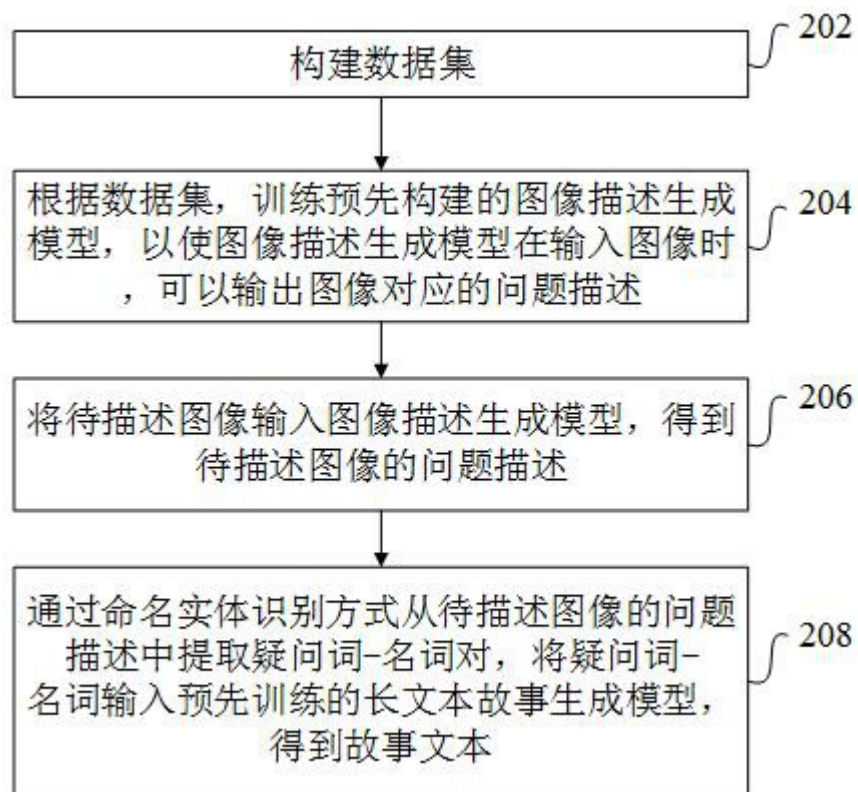 构建数据集
202
根据数据集，训练预先构建的图像描述生成
模型，以使图像描述生成模型在输入图像时
，可以输出图像对应的问题描述
204
将待描述图像输入图像描述生成模型，得到
待描述图像的问题描述
206
通过命名实体识别方式从待描述图像的问题
描述中提取疑问词-名词对，将疑问词-
名词输入预先训练的长文本故事生成模型，
得到故事文本
208